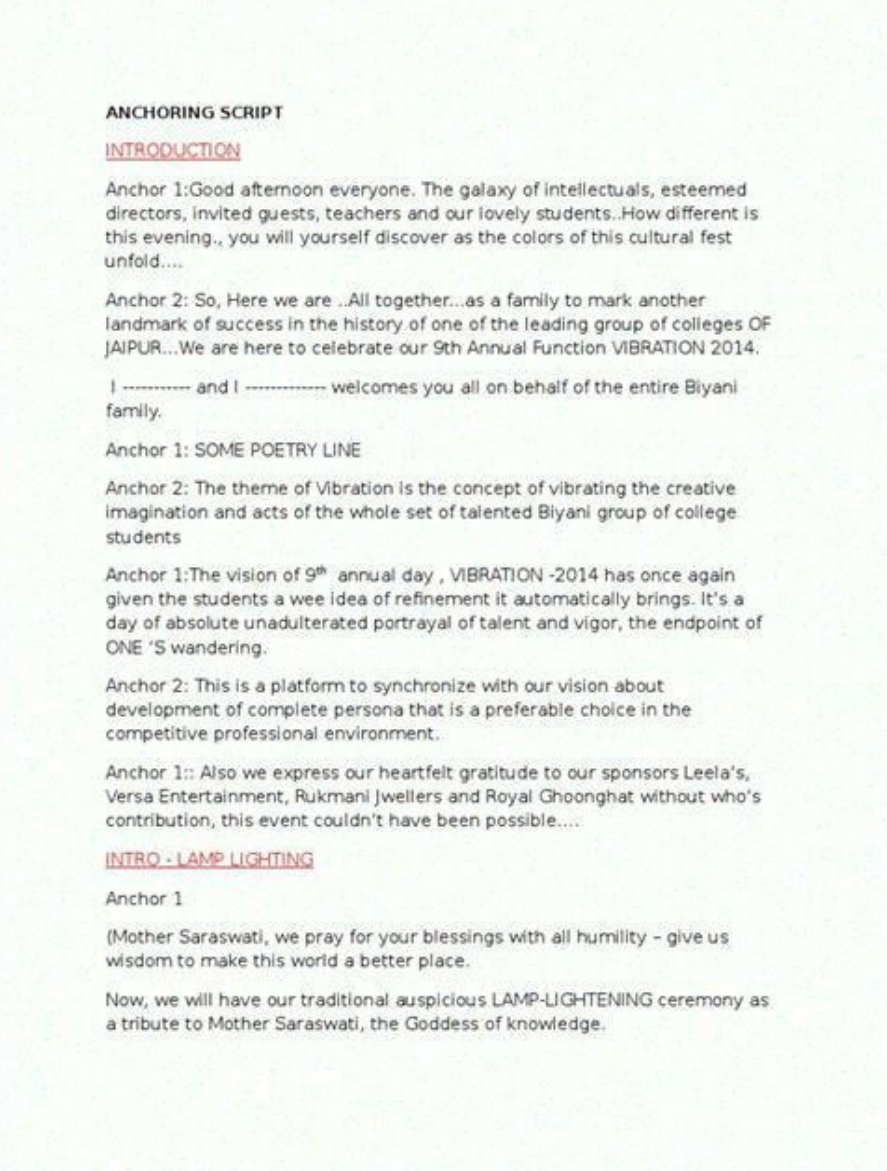 ANCHORING SCRIPT
INTRODUCTION
Anchor 1:Good afternoon everyone. The galaxy of intellectuals, esteemed
directors, invited guests, teachers and our lovely students..How different is
this evening., you will yourself discover as the colors of this cultural fest
unfold....
Anchor 2: So, Here we are ..All together...as a family to mark another
landmark of success in the history of one of the leading group of colleges OF
JAIPUR...We are here to celebrate our 9th Annual Function VIBRATION 2014.
I ----------- and I ------------- welcomes you all on behalf of the entire Biyani
family.
Anchor 1: SOME POETRY LINE
Anchor 2: The theme of Vibration is the concept of vibrating the creative
imagination and acts of the whole set of talented Biyani group of college
students
Anchor 1:The vision of 9th annual day , VIBRATION -2014 has once again
given the students a wee idea of refinement it automatically brings. It's a
day of absolute unadulterated portrayal of talent and vigor, the endpoint of
ONE 'S wandering.
Anchor 2: This is a platform to synchronize with our vision about
development of complete persona that is a preferable choice in the
competitive professional environment.
Anchor 1:: Also we express our heartfelt gratitude to our sponsors Leela's,
Versa Entertainment, Rukmani Jwellers and Royal Ghoonghat without who's
contribution, this event couldn't have been possible....
INTRO - LAMP LIGHTING
Anchor 1
(Mother Saraswati, we pray for your blessings with all humility – give us
wisdom to make this world a better place.
Now, we will have our traditional auspicious LAMP-LIGHTENING ceremony as
a tribute to Mother Saraswati, the Goddess of knowledge.